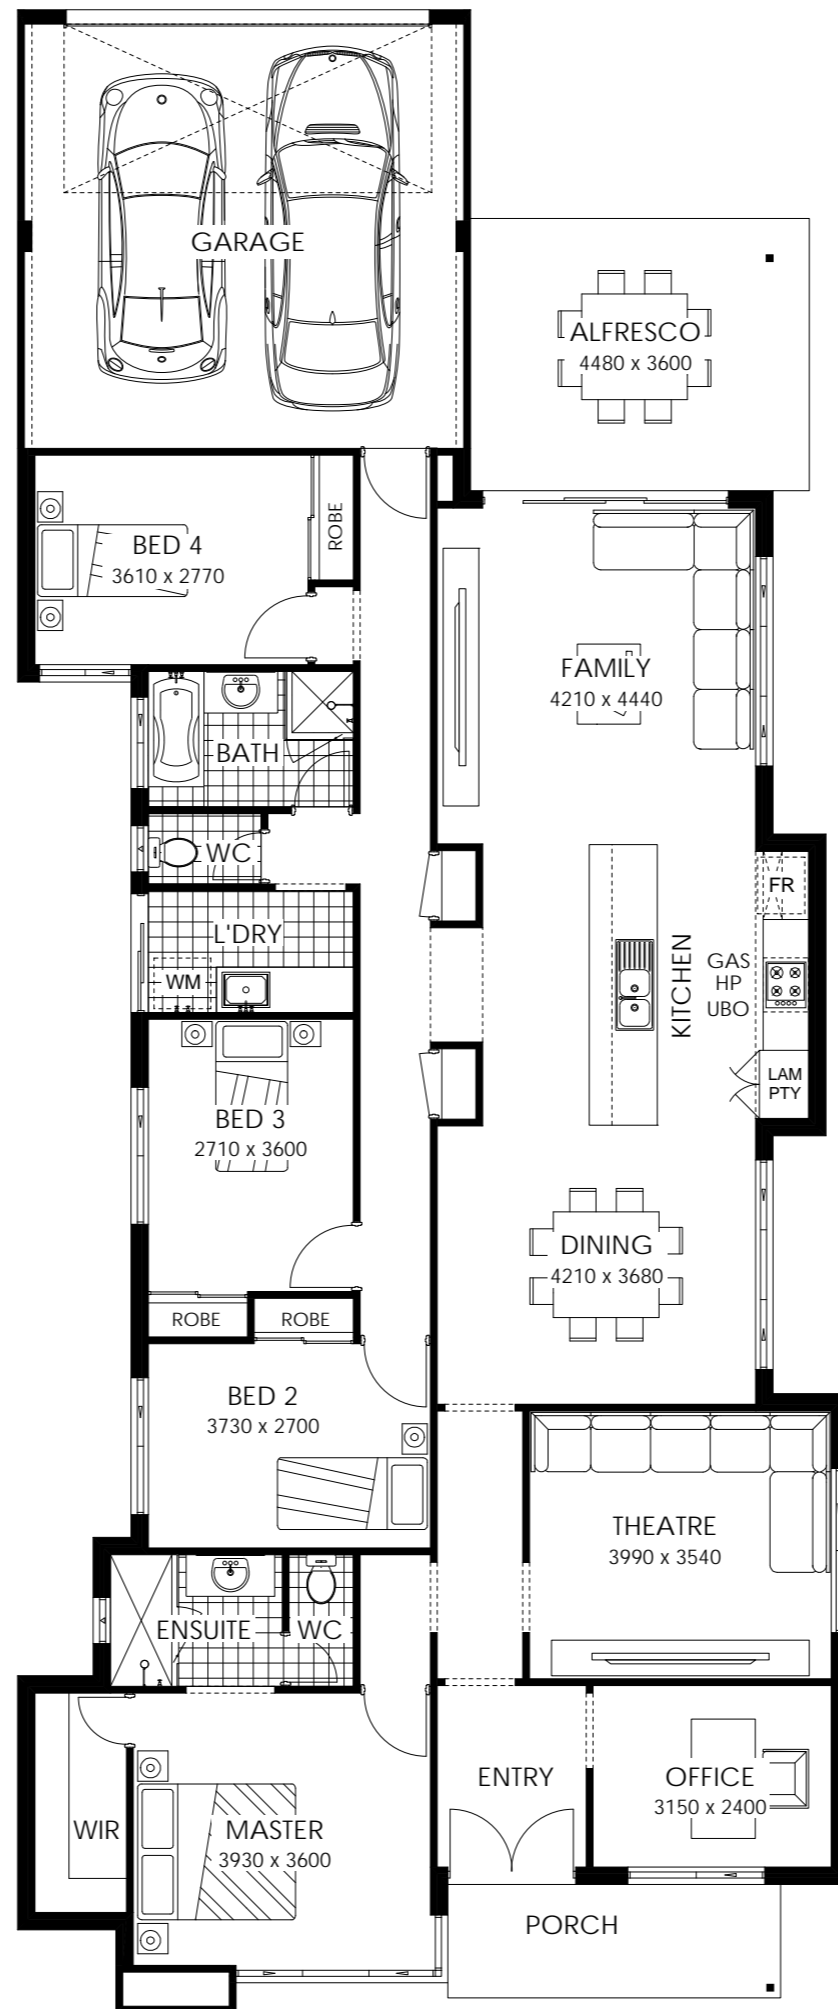 GARAGE
ALFRESCO
4480 x 3600
ROBE
BED 4
3610 x 2770
FAMILY
4210 x 4440
BATH
WC
FR
L'DRY
WM
KITCHEN
GAS
HP
UBO
LAM
PTY
BED 3
2710 x 3600
DINING
4210 x 3680
ROBE
ROBE
BED 2
3730 x 2700
THEATRE
3990 x 3540
ENSUITE
WC
ENTRY
OFFICE
3150 x 2400
WIR
MASTER
3930 x 3600
PORCH